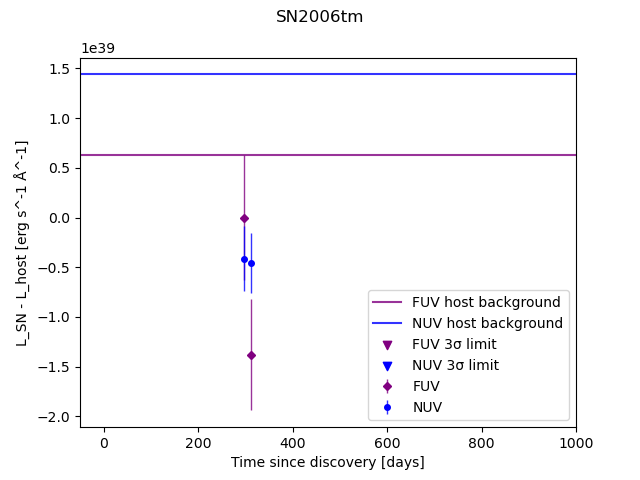 SN2006tm
1e39
1.5
1.0
0.5
0.0
−0.5
−1.0
−1.5
−2.0
L_SN - L_host [erg s^-1 Å^-1]
FUV host background
NUV host background
FUV 3σ limit
NUV 3σ limit
FUV
NUV
0 200 400 600 800 1000
Time since discovery [days]